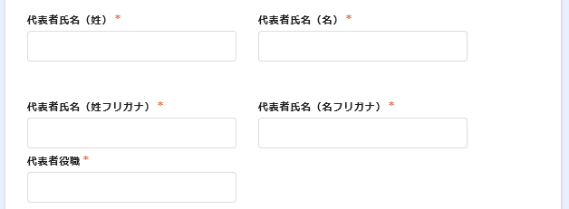 代表者氏名（姓）*
代表者氏名（名）*
代表者氏名（姓フリガナ）*
代表者氏名（名フリガナ）*
代表者役職*